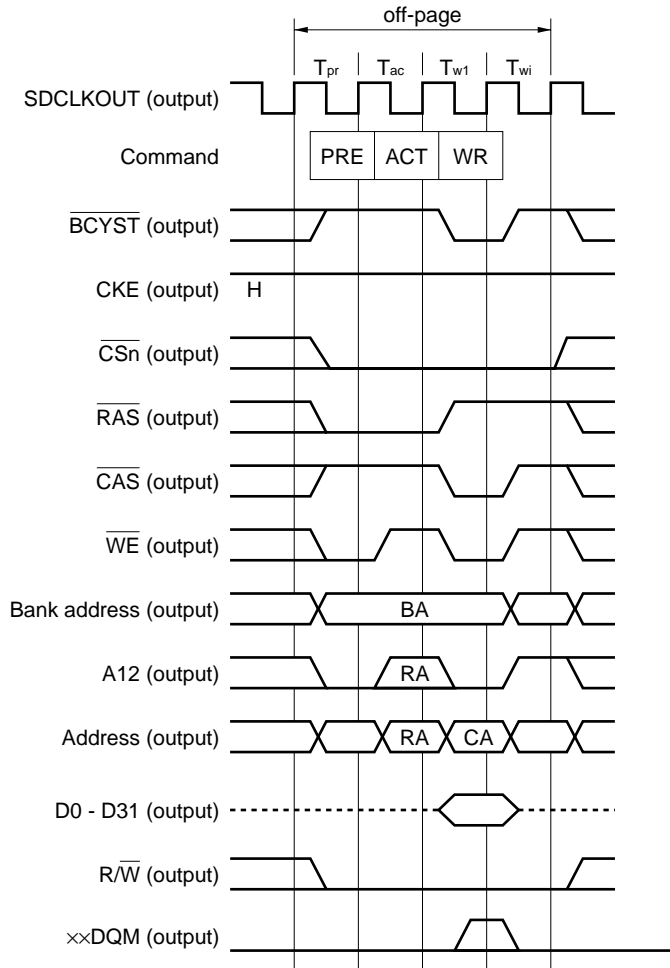 off-page
Tpr Tac Tw1 Twi
SDCLKOUT (output)
Command PRE ACT WR
BCYST (output)
CKE (output) H
CSn (output)
RAS (output)
CAS (output)
WE (output)
Bank address (output) BA
A12 (output) RA
Address (output) RA CA
D0 - D31 (output)
R/W (output)
××DQM (output)